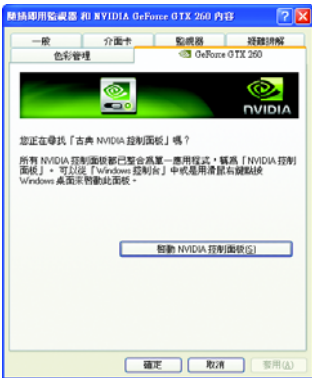 隨插即用監視器 和 NVIDIA GeForce GTX 260 內容
一般 介面卡 監視器 疑難排解
色彩管理 GeForce GTX 260
NVIDIA
您正在尋找「古典 NVIDIA 控制面板」嗎？
所有 NVIDIA 控制面板都已整合為單一應用程式，稱為「NVIDIA 控制
面板」。可以從「Windows 控制台」中或是用滑鼠右鍵點按
Windows 桌面來啟動此面板。
啟動 NVIDIA 控制面板(S)
確定 取消 套用(A)